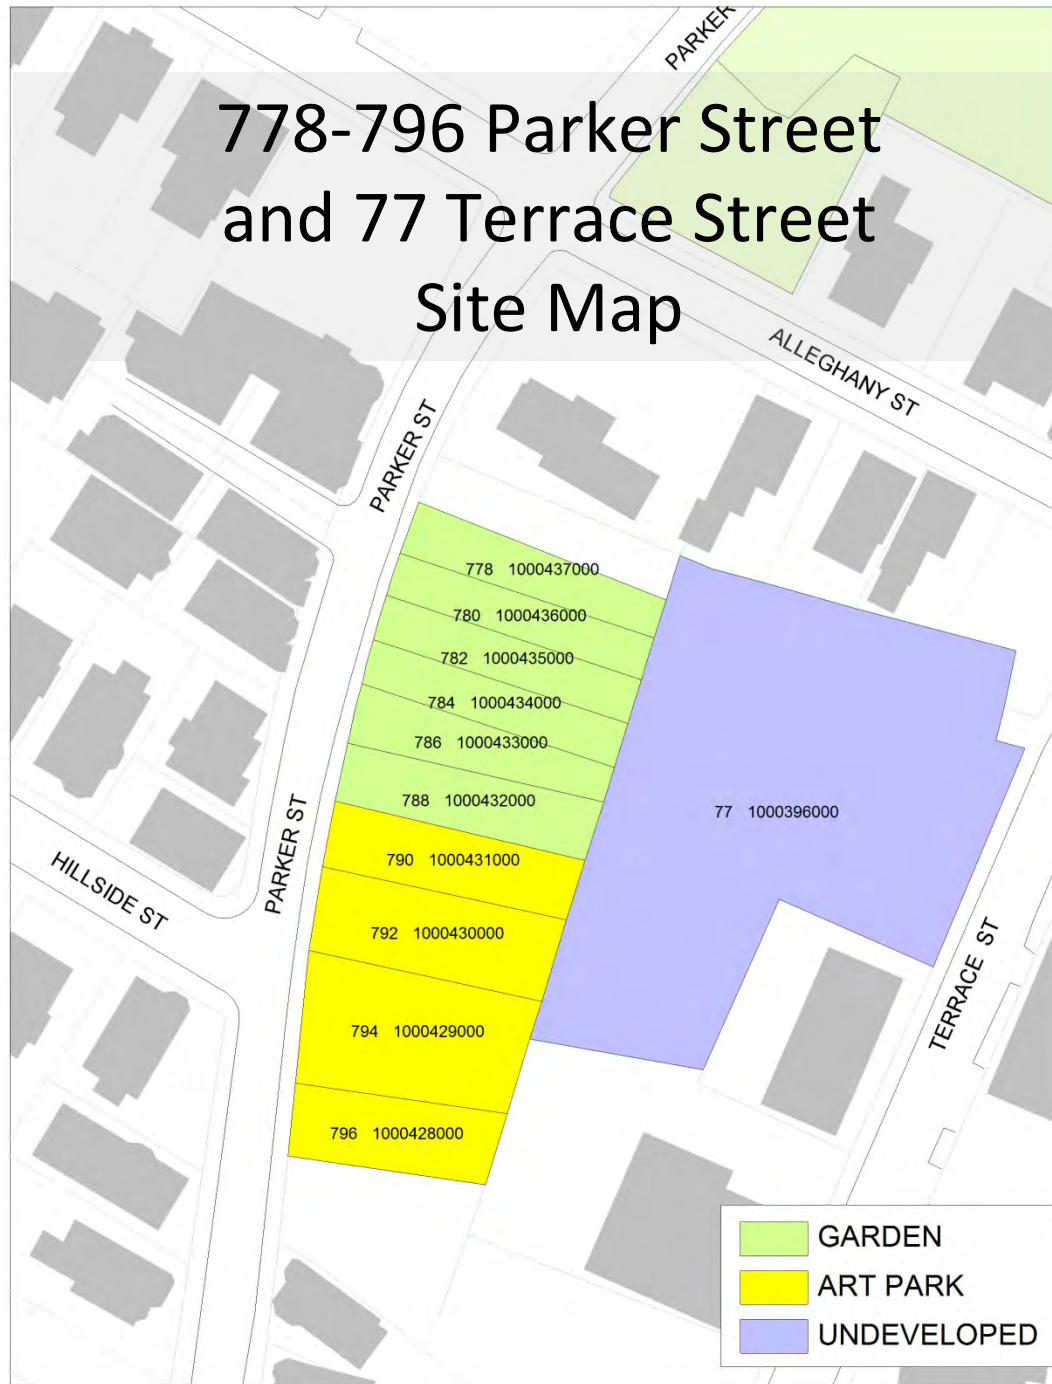 PARKER
778-796 Parker Street
and 77 Terrace Street
Site Map
ALLEGHANY ST
PARKER ST
778 1000437000
780 1000436000
782 1000435000
784 1000434000
786 1000433000
788 1000432000
77 1000396000
790 1000431000
PARKER ST
HILLSIDE ST
792 1000430000
TERRACE ST
794 1000429000
796 1000428000
GARDEN
ART PARK
UNDEVELOPED